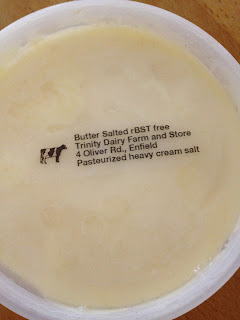 Butter Salted rBST free
Trinity Dairy Farm and Store
4 Oliver Rd., Enfield
Pasteurized heavy cream salt